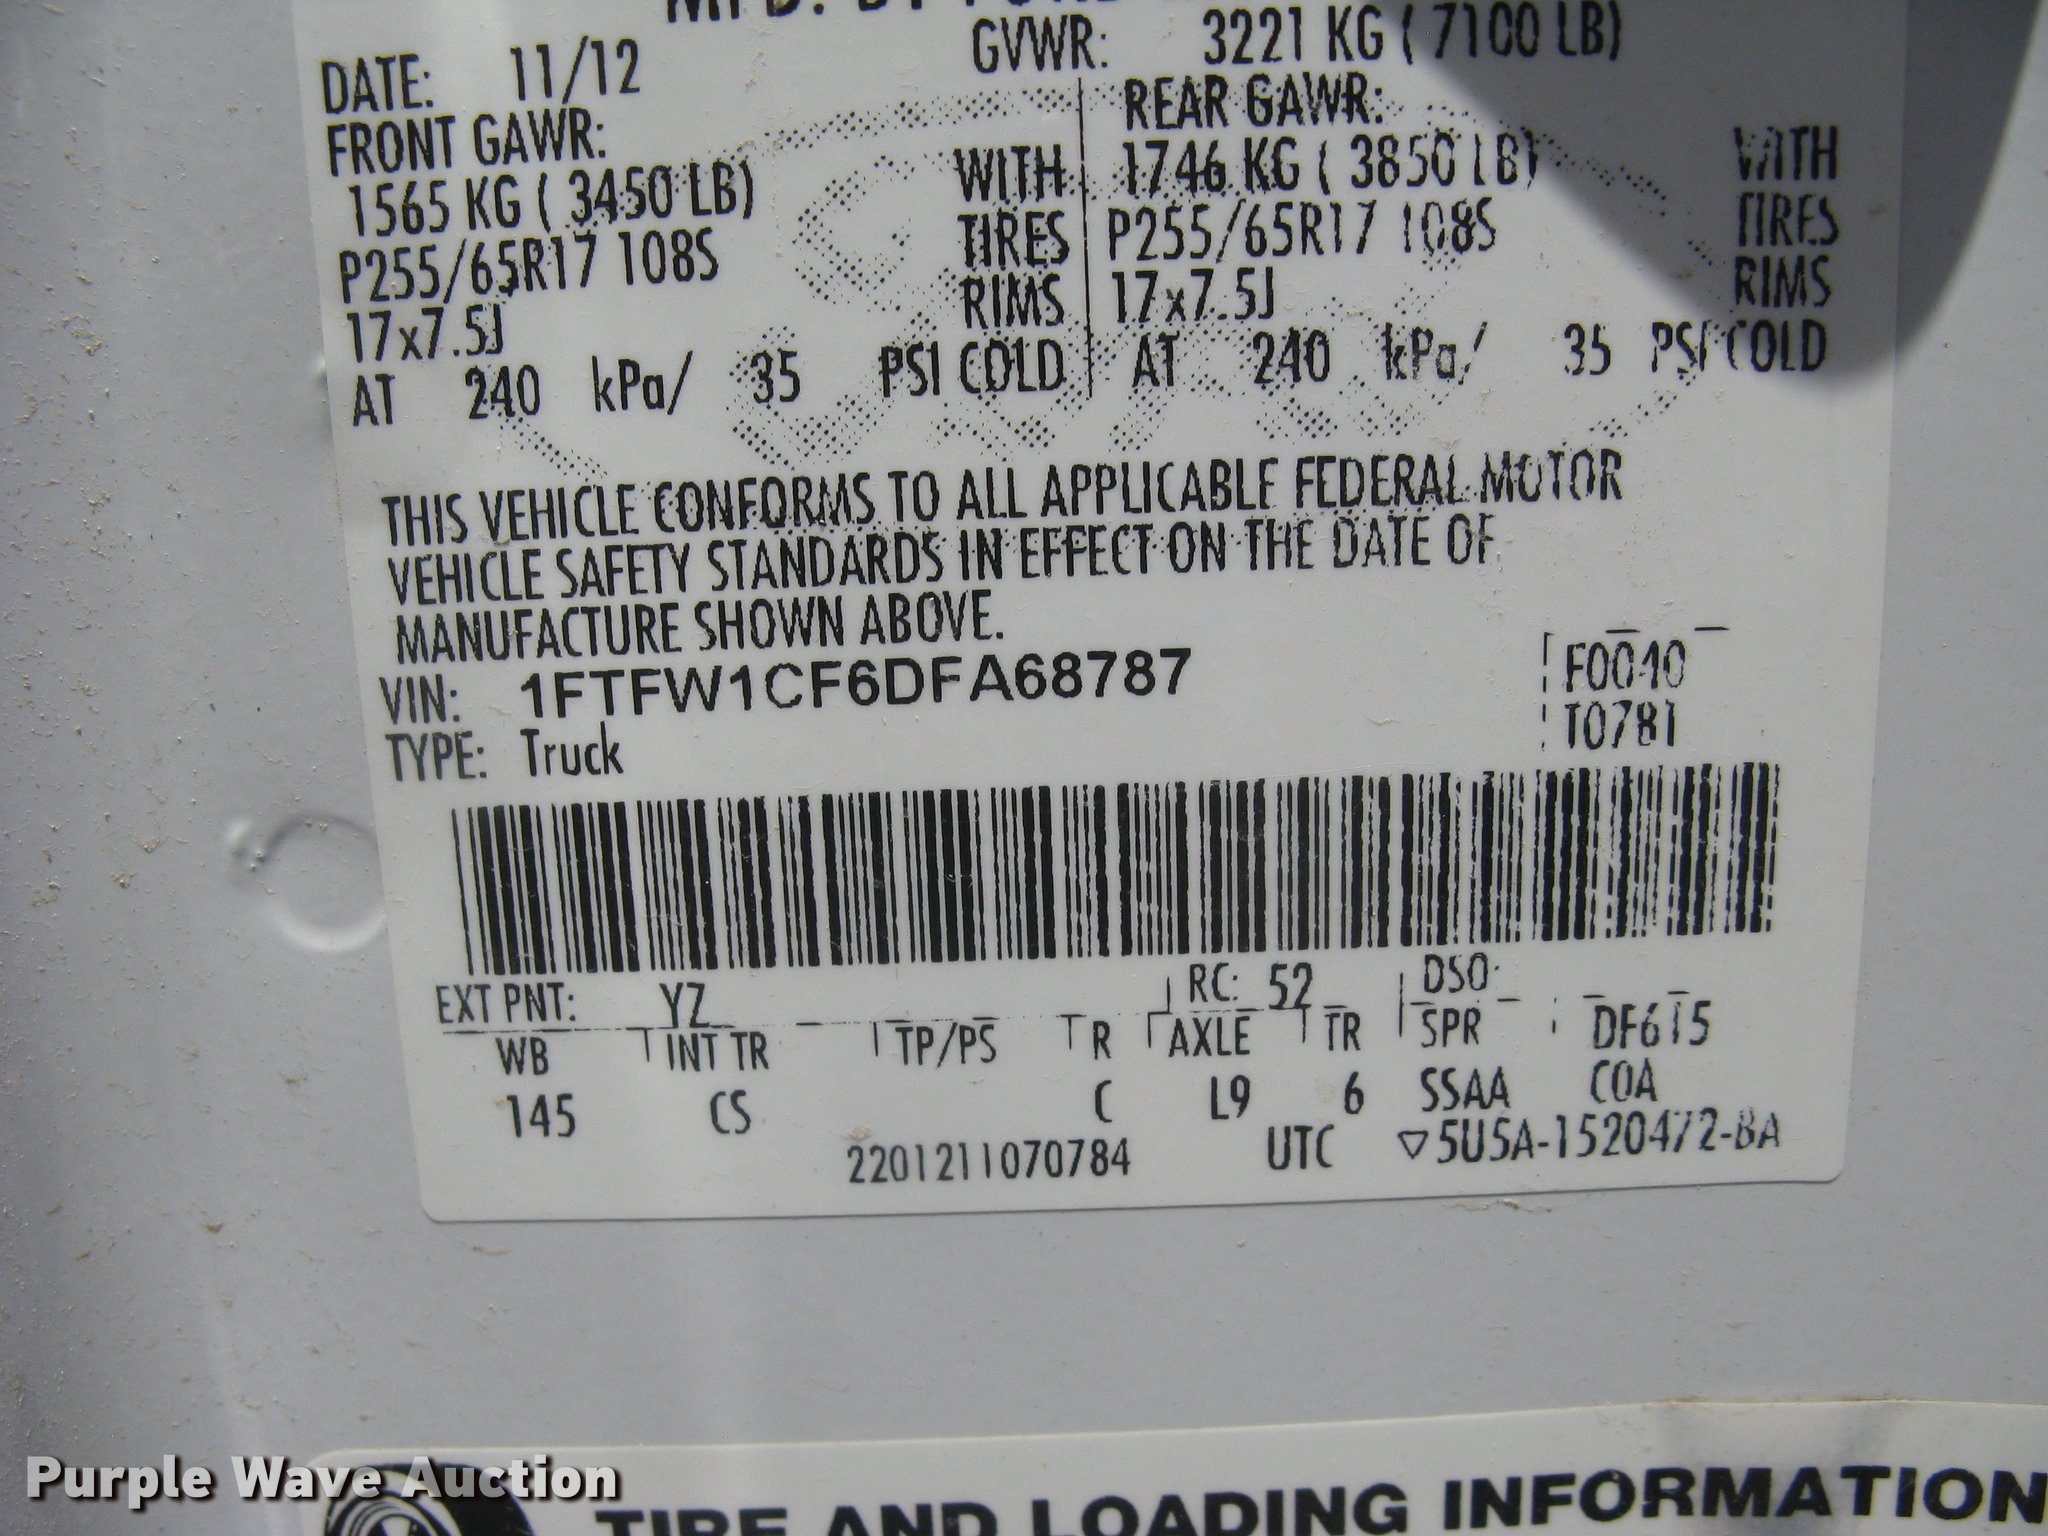 MFD. BY FORD
DATE: 11/12 GVWR: 3221 KG ( 7100 LB)
FRONT GAWR: REAR GAWR:
1565 KG ( 3450 LB) WITH 1746 KG ( 3850 LB) WITH
P255/65R17 108S TIRES P255/65R17 108S TIRES
17x7.5J RIMS 17x7.5J RIMS
AT 240 kPa/ 35 PSI COLD AT 240 kPa/ 35 PSI COLD
THIS VEHICLE CONFORMS TO ALL APPLICABLE FEDERAL MOTOR
VEHICLE SAFETY STANDARDS IN EFFECT ON THE DATE OF
MANUFACTURE SHOWN ABOVE.
VIN: 1FTFW1CF6DFA68787 F0040
TYPE: Truck T0781
EXT PNT: YZ RC: 52 DSO:
WB INT TR TP/PS R AXLE TR SPR DF615
145 CS C L9 6 SSAA COA
2201211070784 UTC ▽5U5A-1520472-BA
Purple Wave Auction
TIRE AND LOADING INFORMATION